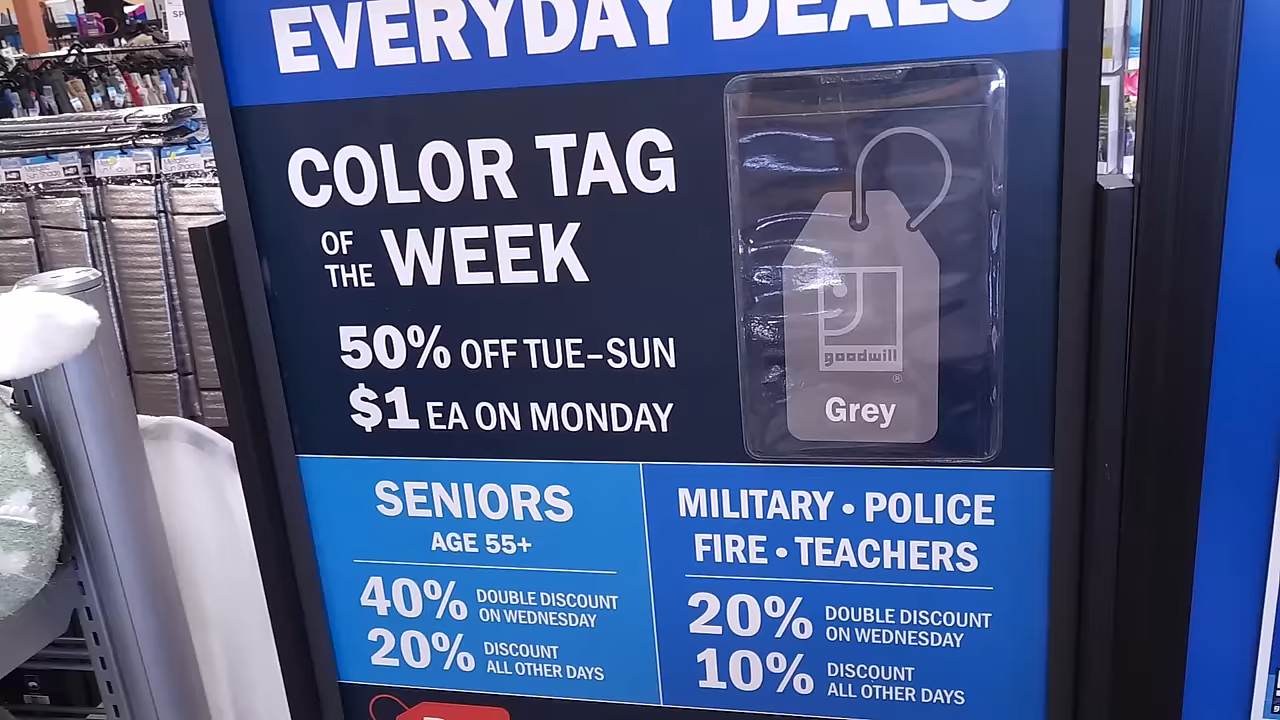 EVERYDAY DEALS
COLOR TAG
OF THE WEEK
50% OFF TUE–SUN
$1 EA ON MONDAY
goodwill
®
Grey
SENIORS
AGE 55+
40% DOUBLE DISCOUNT ON WEDNESDAY
20% DISCOUNT ALL OTHER DAYS
MILITARY • POLICE
FIRE • TEACHERS
20% DOUBLE DISCOUNT ON WEDNESDAY
10% DISCOUNT ALL OTHER DAYS